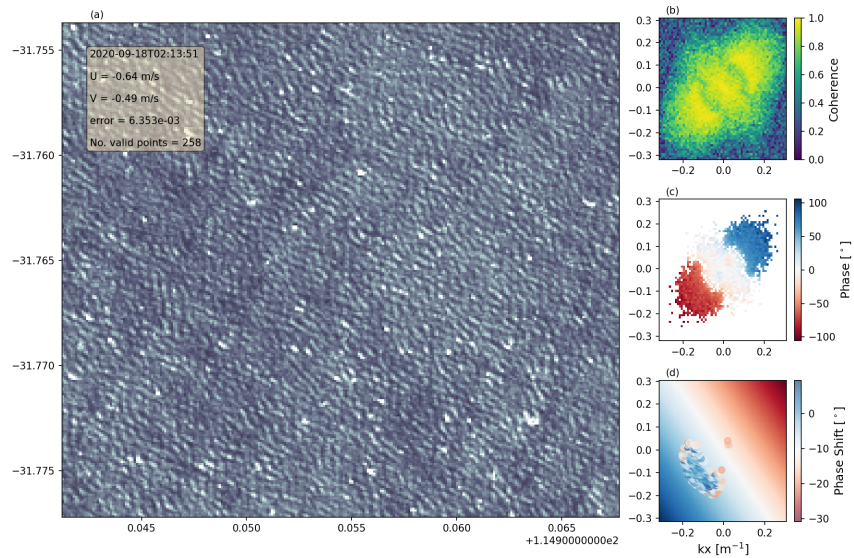 (a)
2020-09-18T02:13:51
U = -0.64 m/s
V = -0.49 m/s
error = 6.353e-03
No. valid points = 258
−31.755
−31.760
−31.765
−31.770
−31.775
0.045 0.050 0.055 0.060 0.065
+1.1490000000e2
(b)
0.3
0.2
0.1
0.0
−0.1
−0.2
−0.3
−0.2 0.0 0.2
1.0
0.8
0.6
0.4
0.2
0.0
Coherence
(c)
0.3
0.2
0.1
0.0
−0.1
−0.2
−0.3
−0.2 0.0 0.2
100
50
0
−50
−100
Phase [°]
(d)
0.3
0.2
0.1
0.0
−0.1
−0.2
−0.3
−0.2 0.0 0.2
kx [m⁻¹]
0
−10
−20
−30
Phase Shift [°]